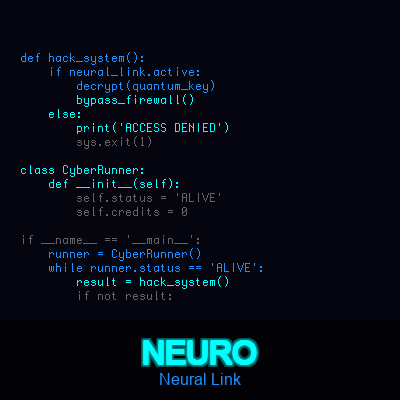 def hack_system():
    if neural_link.active:
        decrypt(quantum_key)
        bypass_firewall()
    else:
        print('ACCESS DENIED')
        sys.exit(1)
class CyberRunner:
    def __init__(self):
        self.status = 'ALIVE'
        self.credits = 0
if __name__ == '__main__':
    runner = CyberRunner()
    while runner.status == 'ALIVE':
        result = hack_system()
        if not result:
NEURO
Neural Link